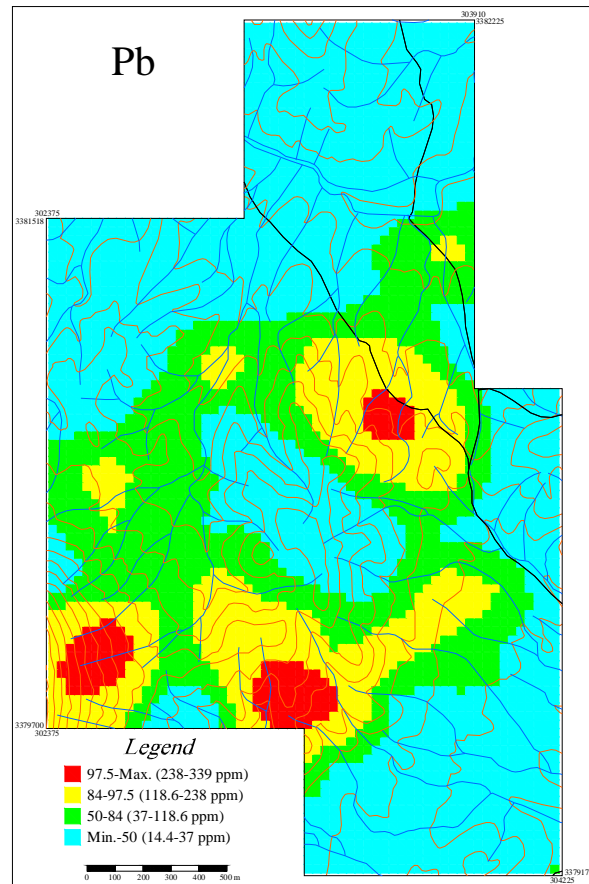 303910
3382225
Pb
302375
3381518
3379700
302375
Legend
97.5-Max. (238-339 ppm)
84-97.5 (118.6-238 ppm)
50-84 (37-118.6 ppm)
Min.-50 (14.4-37 ppm)
0 100 200 300 400 500 m
337917
304225